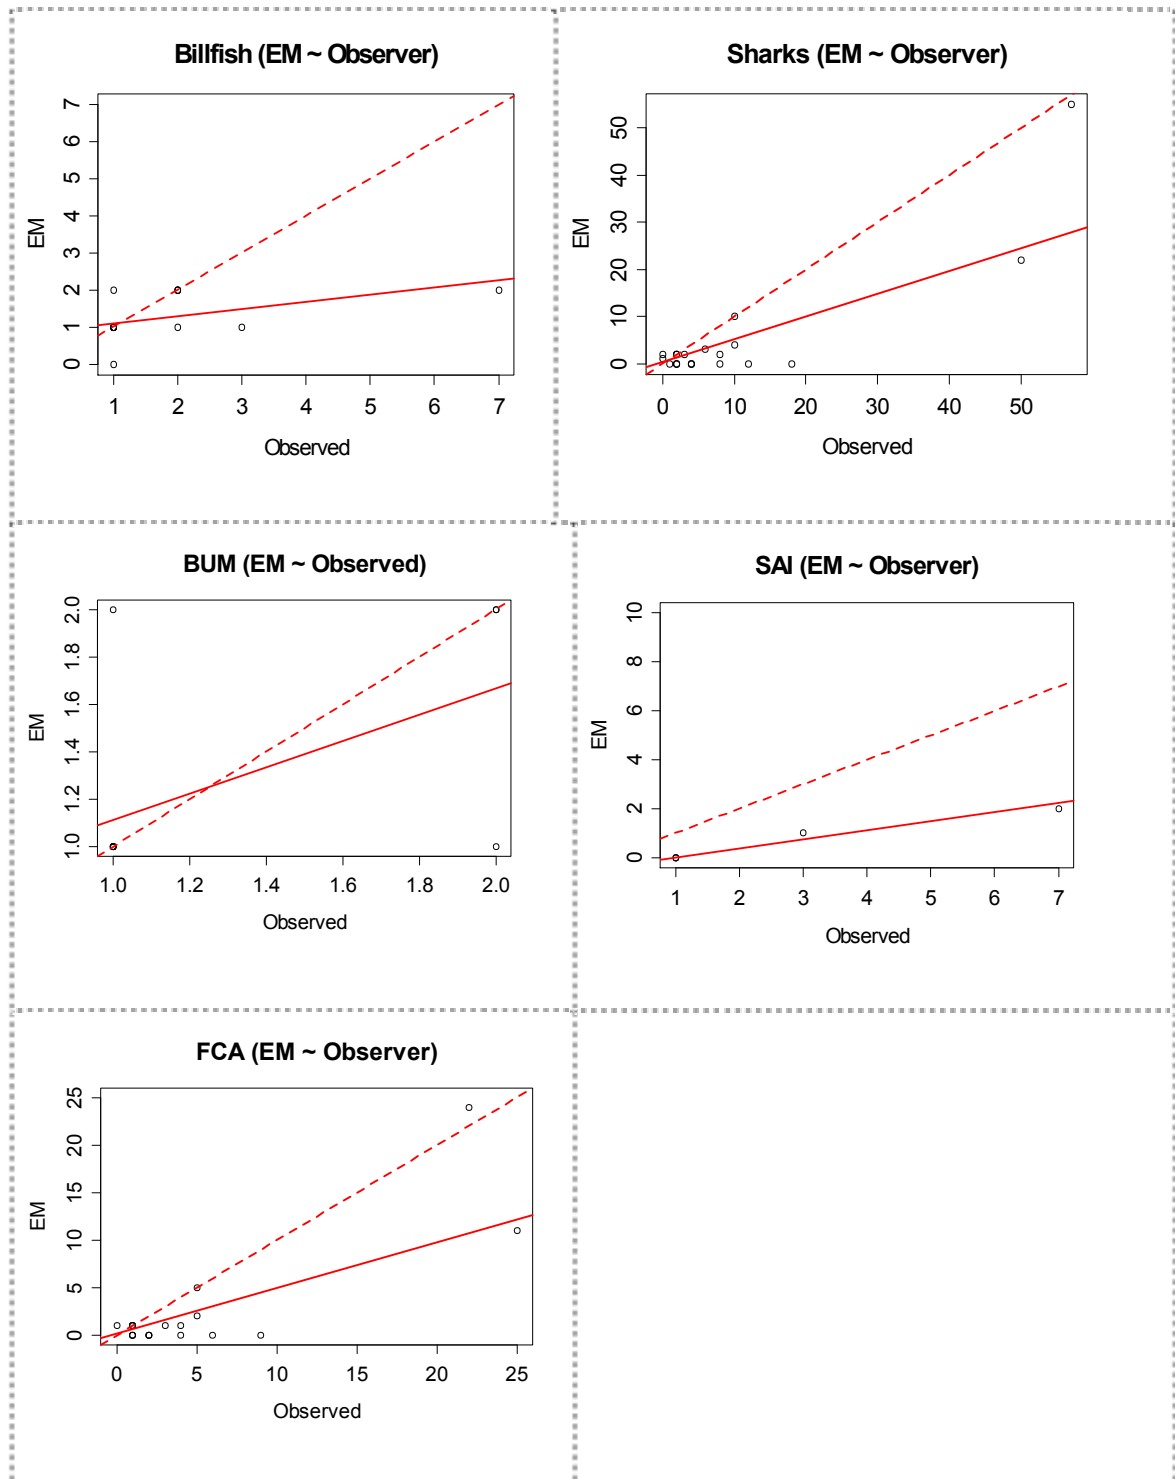 Billfish (EM ~ Observer)
7
6
5
4
3
2
1
0
EM
1 2 3 4 5 6 7
Observed
Sharks (EM ~ Observer)
50
40
30
20
10
0
EM
0 10 20 30 40 50
Observed
BUM (EM ~ Observed)
2.0
1.8
1.6
1.4
1.2
1.0
EM
1.0 1.2 1.4 1.6 1.8 2.0
Observed
SAI (EM ~ Observer)
10
8
6
4
2
0
EM
1 2 3 4 5 6 7
Observed
FCA (EM ~ Observer)
25
20
15
10
5
0
EM
0 5 10 15 20 25
Observed